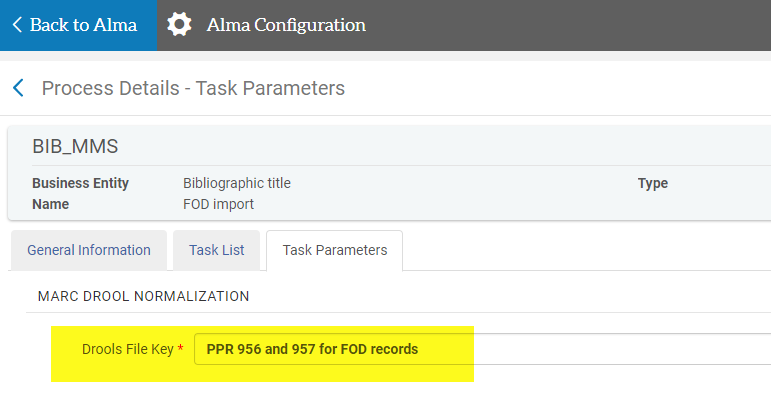 Back to Alma Alma Configuration
Process Details - Task Parameters
BIB_MMS
Business Entity Bibliographic title Type
Name FOD import
General Information Task List Task Parameters
MARC DROOL NORMALIZATION
Drools File Key * PPR 956 and 957 for FOD records